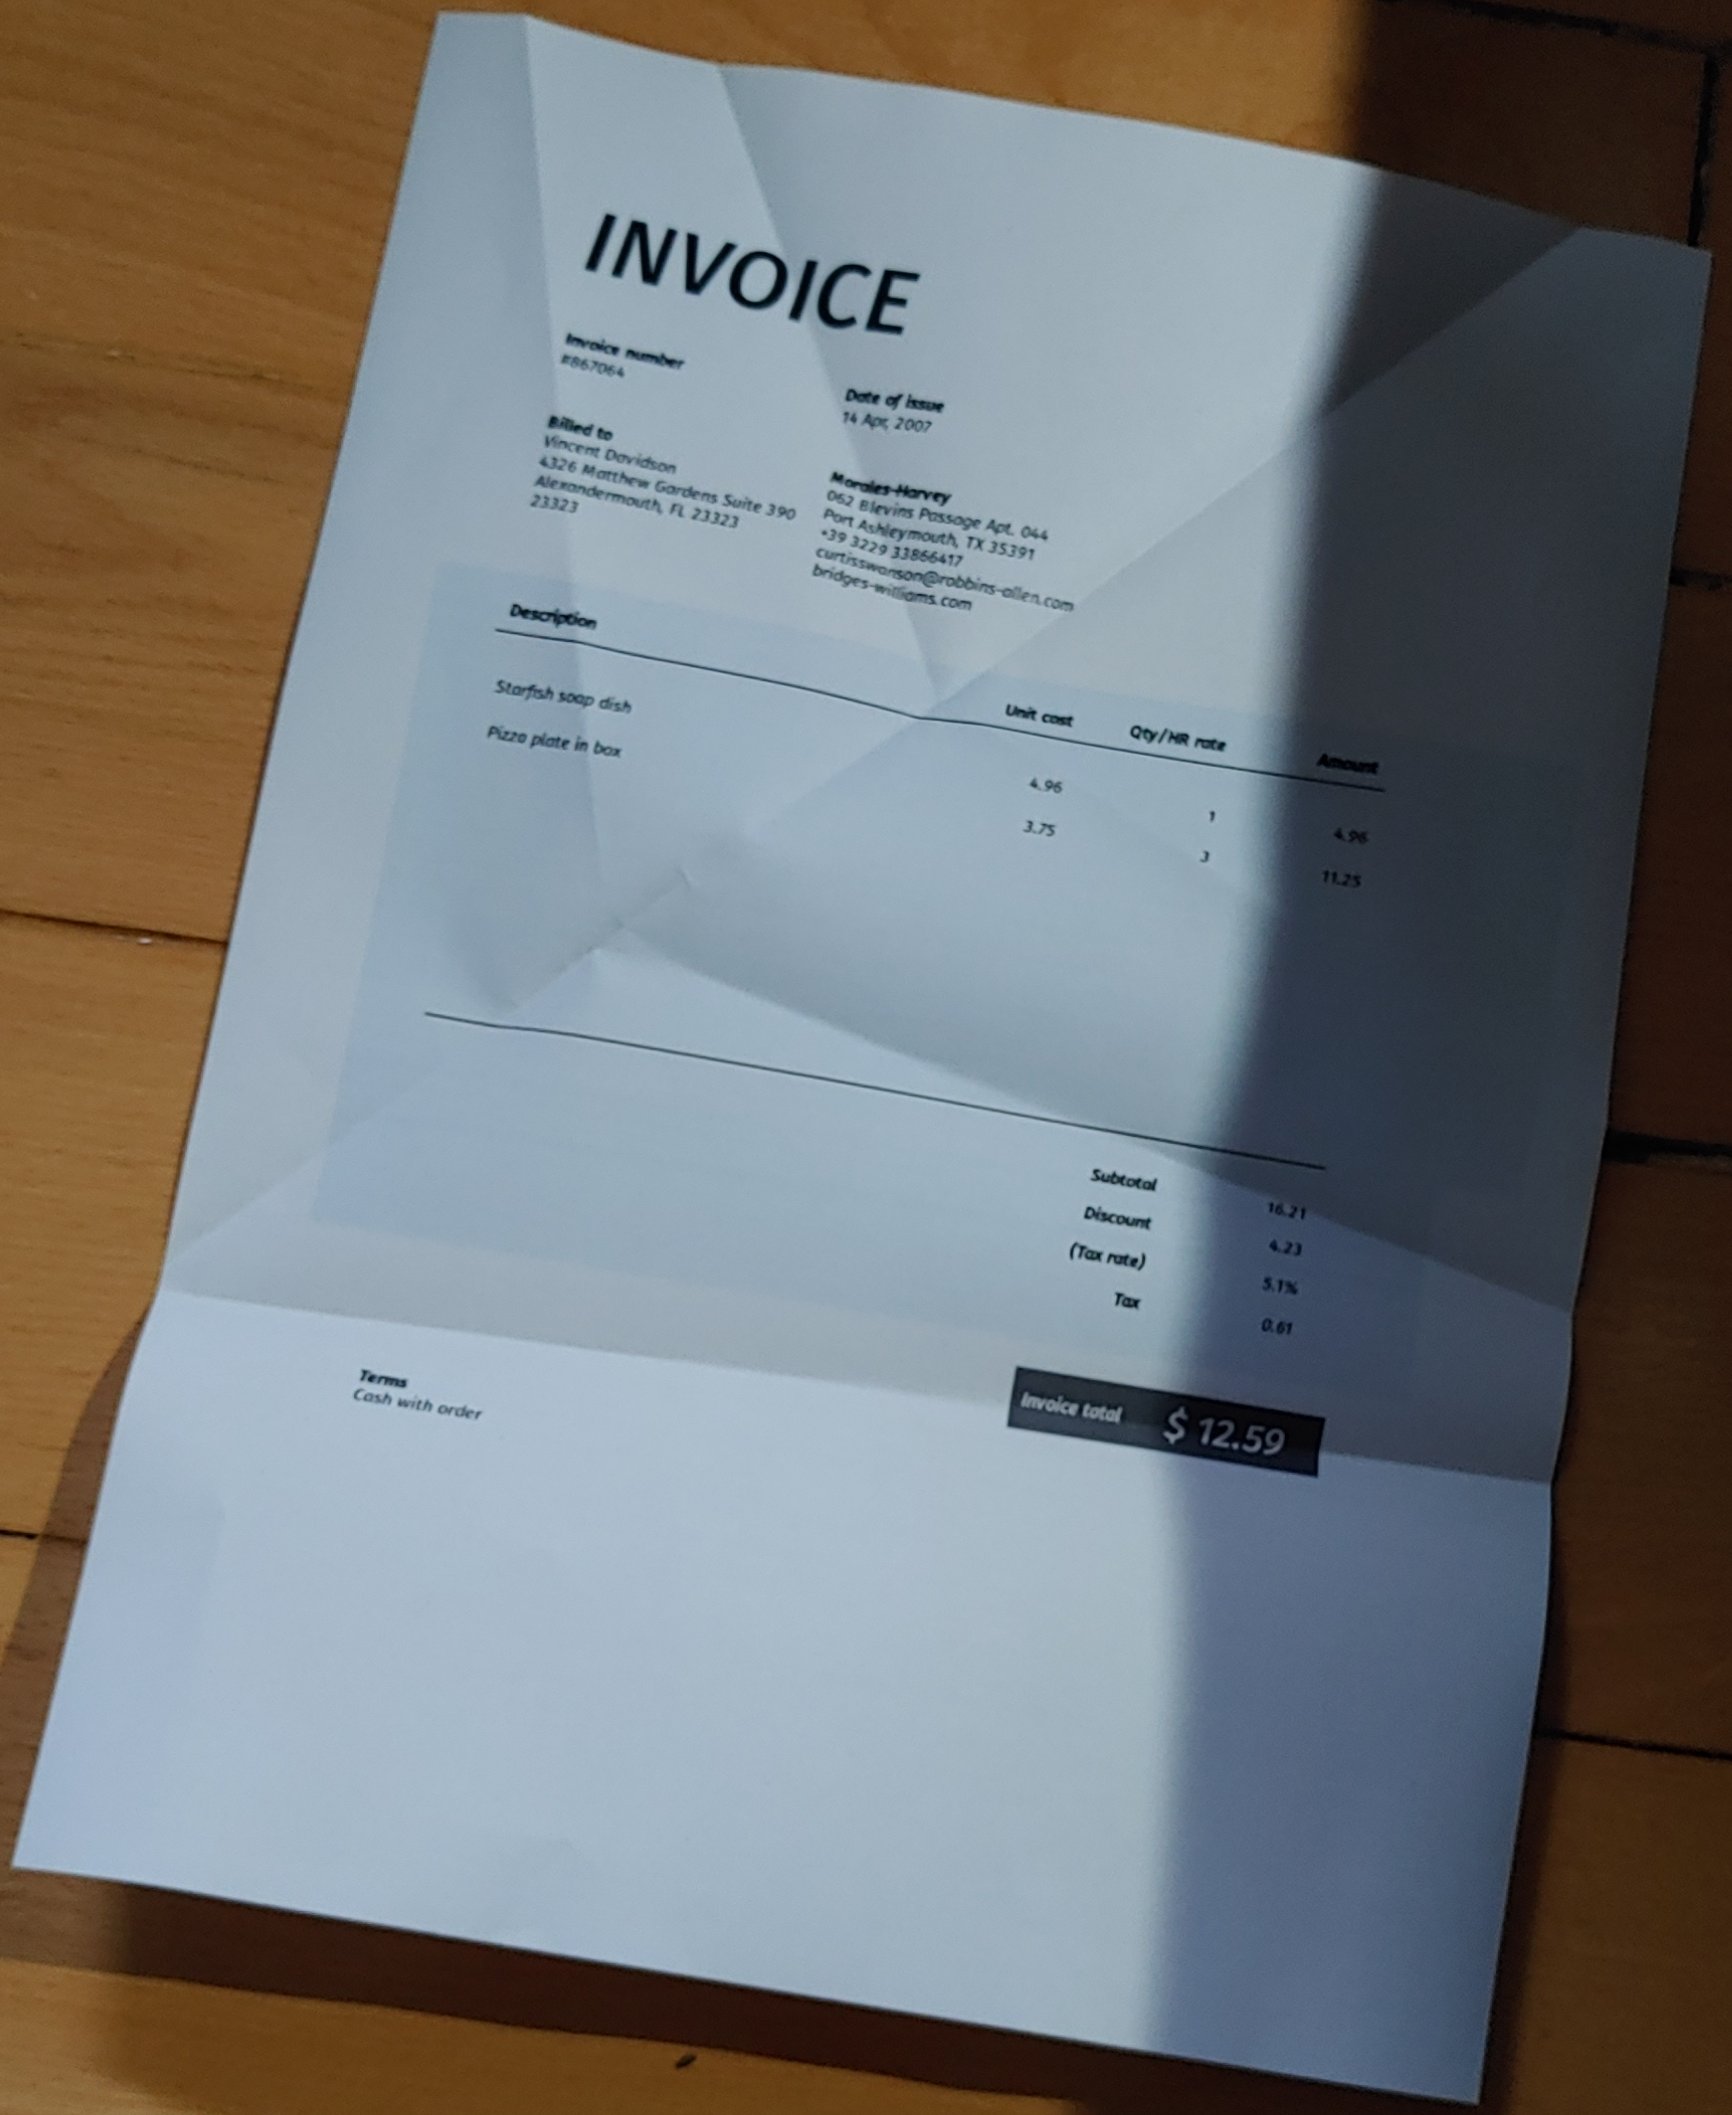 INVOICE
Invoice number
#867064
Date of issue
14 Apr, 2007
Billed to
Vincent Davidson
4326 Matthew Gardens Suite 390
Alexandermouth, FL 23323
23323
Morales-Harvey
062 Blevins Passage Apt. 044
Port Ashleymouth, TX 35391
+39 3229 33866417
curtisswanson@robbins-allen.com
bridges-williams.com
Description Unit cost Qty/HR rate Amount
Starfish soap dish 4.96 1 4.96
Pizza plate in box 3.75 3 11.25
Subtotal 16.21
Discount 4.23
(Tax rate) 5.1%
Tax 0.61
Terms
Cash with order
Invoice total $ 12.59